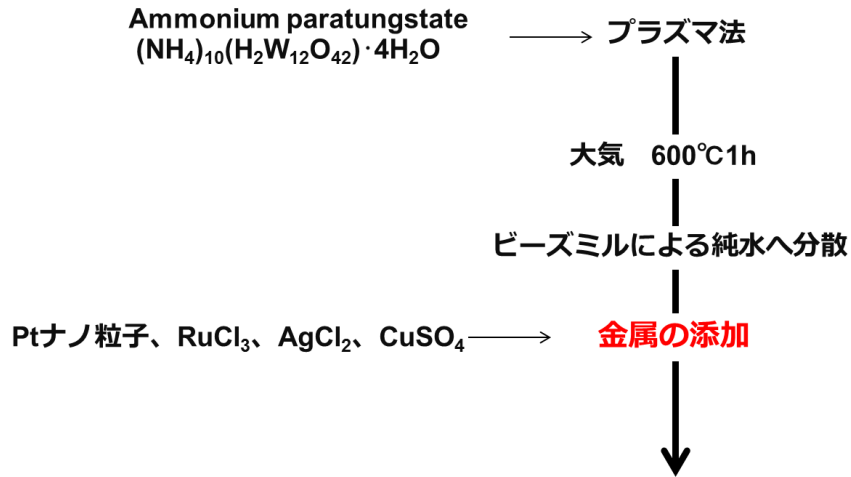 Ammonium paratungstate
(NH₄)₁₀(H₂W₁₂O₄₂)·4H₂O
プラズマ法
大気 600℃1h
ビーズミルによる純水へ分散
Ptナノ粒子、RuCl₃、AgCl₂、CuSO₄
金属の添加